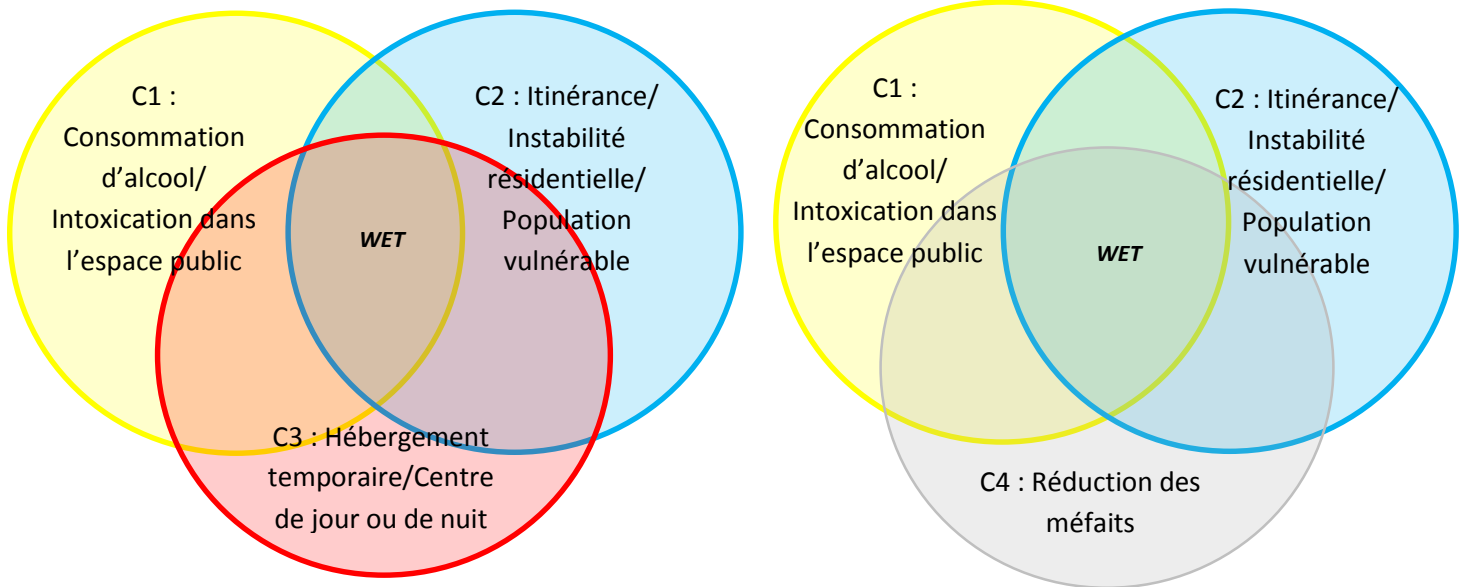 C1 :
Consommation
d'alcool/
Intoxication dans
l'espace public
C2 : Itinérance/
Instabilité
résidentielle/
Population
vulnérable
WET
C3 : Hébergement
temporaire/Centre
de jour ou de nuit
C1 :
Consommation
d'alcool/
Intoxication dans
l'espace public
C2 : Itinérance/
Instabilité
résidentielle/
Population
vulnérable
WET
C4 : Réduction des
méfaits